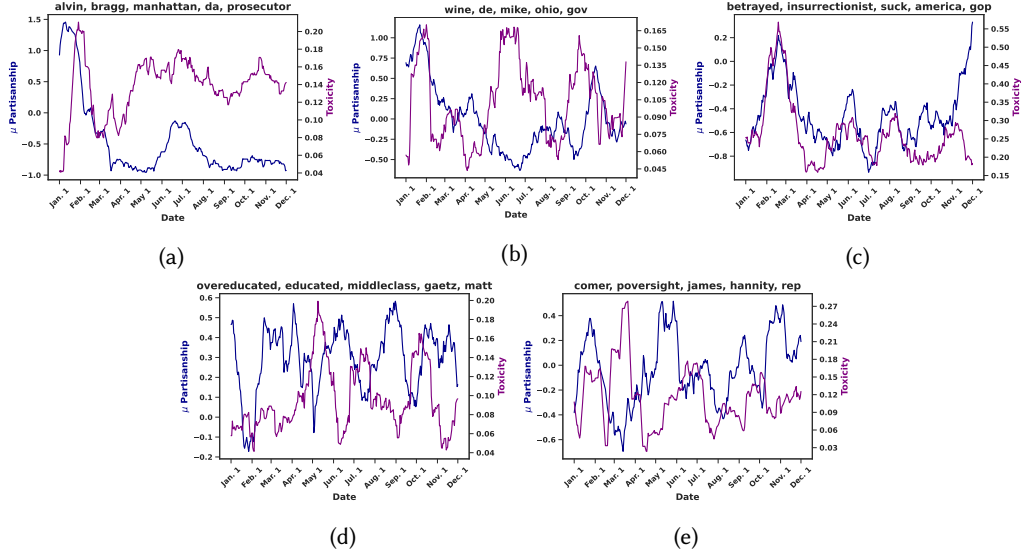 alvin, bragg, manhattan, da, prosecutor
1.5
1.0
0.5
0.0
−0.5
−1.0
μ Partisanship
0.20
0.18
0.16
0.14
0.12
0.10
0.08
0.06
0.04
Toxicity
Jan. 1 Feb. 1 Mar. 1 Apr. 1 May 1 Jun. 1 Jul. 1 Aug. 1 Sep. 1 Oct. 1 Nov. 1 Dec. 1
Date
(a)
wine, de, mike, ohio, gov
1.00
0.75
0.50
0.25
0.00
−0.25
−0.50
μ Partisanship
0.165
0.150
0.135
0.120
0.105
0.090
0.075
0.060
0.045
Toxicity
Jan. 1 Feb. 1 Mar. 1 Apr. 1 May 1 Jun. 1 Jul. 1 Aug. 1 Sep. 1 Oct. 1 Nov. 1 Dec. 1
Date
(b)
betrayed, insurrectionist, suck, america, gop
0.2
0.0
−0.2
−0.4
−0.6
−0.8
μ Partisanship
0.55
0.50
0.45
0.40
0.35
0.30
0.25
0.20
0.15
Toxicity
Jan. 1 Feb. 1 Mar. 1 Apr. 1 May 1 Jun. 1 Jul. 1 Aug. 1 Sep. 1 Oct. 1 Nov. 1 Dec. 1
Date
(c)
overeducated, educated, middleclass, gaetz, matt
0.6
0.5
0.4
0.3
0.2
0.1
0.0
−0.1
−0.2
μ Partisanship
0.20
0.18
0.16
0.14
0.12
0.10
0.08
0.06
0.04
Toxicity
Jan. 1 Feb. 1 Mar. 1 Apr. 1 May 1 Jun. 1 Jul. 1 Aug. 1 Sep. 1 Oct. 1 Nov. 1 Dec. 1
Date
(d)
comer, poversight, james, hannity, rep
0.4
0.2
0.0
−0.2
−0.4
−0.6
μ Partisanship
0.27
0.24
0.21
0.18
0.15
0.12
0.09
0.06
0.03
Toxicity
Jan. 1 Feb. 1 Mar. 1 Apr. 1 May 1 Jun. 1 Jul. 1 Aug. 1 Sep. 1 Oct. 1 Nov. 1 Dec. 1
Date
(e)